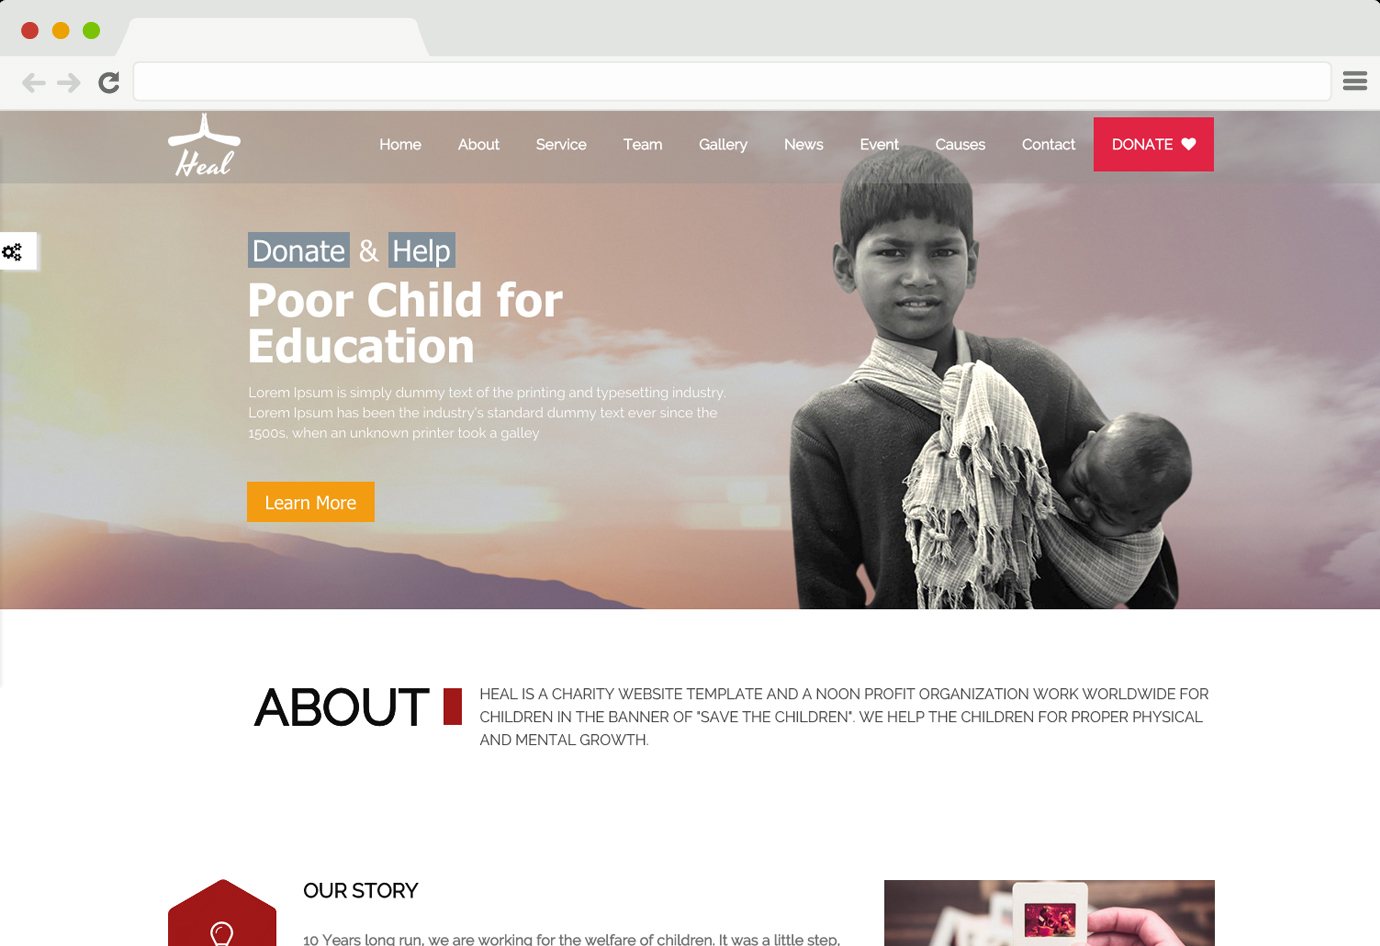 Heal
Home About Service Team Gallery News Event Causes Contact DONATE
Donate & Help
Poor Child for
Education
Lorem Ipsum is simply dummy text of the printing and typesetting industry.
Lorem Ipsum has been the industry's standard dummy text ever since the
1500s, when an unknown printer took a galley
Learn More
ABOUT
HEAL IS A CHARITY WEBSITE TEMPLATE AND A NOON PROFIT ORGANIZATION WORK WORLDWIDE FOR
CHILDREN IN THE BANNER OF "SAVE THE CHILDREN". WE HELP THE CHILDREN FOR PROPER PHYSICAL
AND MENTAL GROWTH.
OUR STORY
10 Years long run, we are working for the welfare of children. It was a little step,